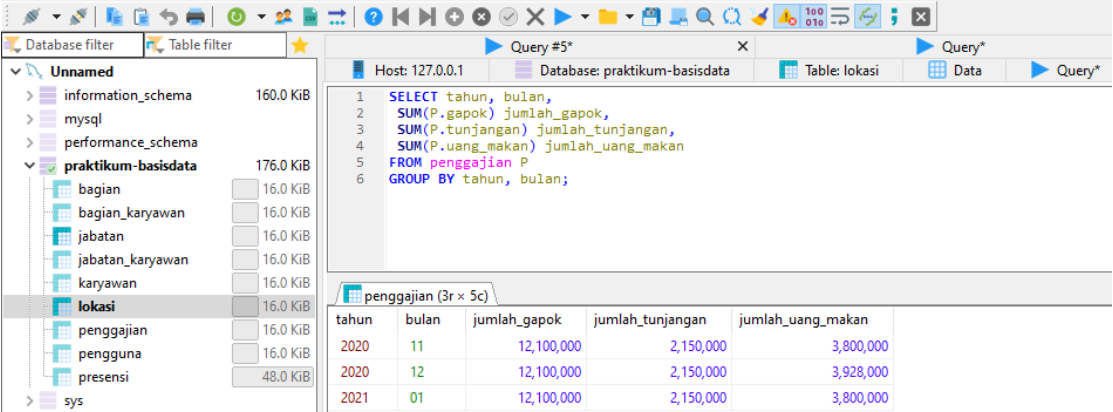 Database filter Table filter
Query #5* Query*
Host: 127.0.0.1 Database: praktikum-basisdata Table: lokasi Data Query*
Unnamed
information_schema 160.0 KiB
mysql
performance_schema
praktikum-basisdata 176.0 KiB
bagian 16.0 KiB
bagian_karyawan 16.0 KiB
jabatan 16.0 KiB
jabatan_karyawan 16.0 KiB
karyawan 16.0 KiB
lokasi 16.0 KiB
penggajian 16.0 KiB
pengguna 16.0 KiB
presensi 48.0 KiB
sys
1 SELECT tahun, bulan,
2 SUM(P.gapok) jumlah_gapok,
3 SUM(P.tunjangan) jumlah_tunjangan,
4 SUM(P.uang_makan) jumlah_uang_makan
5 FROM penggajian P
6 GROUP BY tahun, bulan;
penggajian (3r × 5c)
tahun bulan jumlah_gapok jumlah_tunjangan jumlah_uang_makan
2020 11 12,100,000 2,150,000 3,800,000
2020 12 12,100,000 2,150,000 3,928,000
2021 01 12,100,000 2,150,000 3,800,000